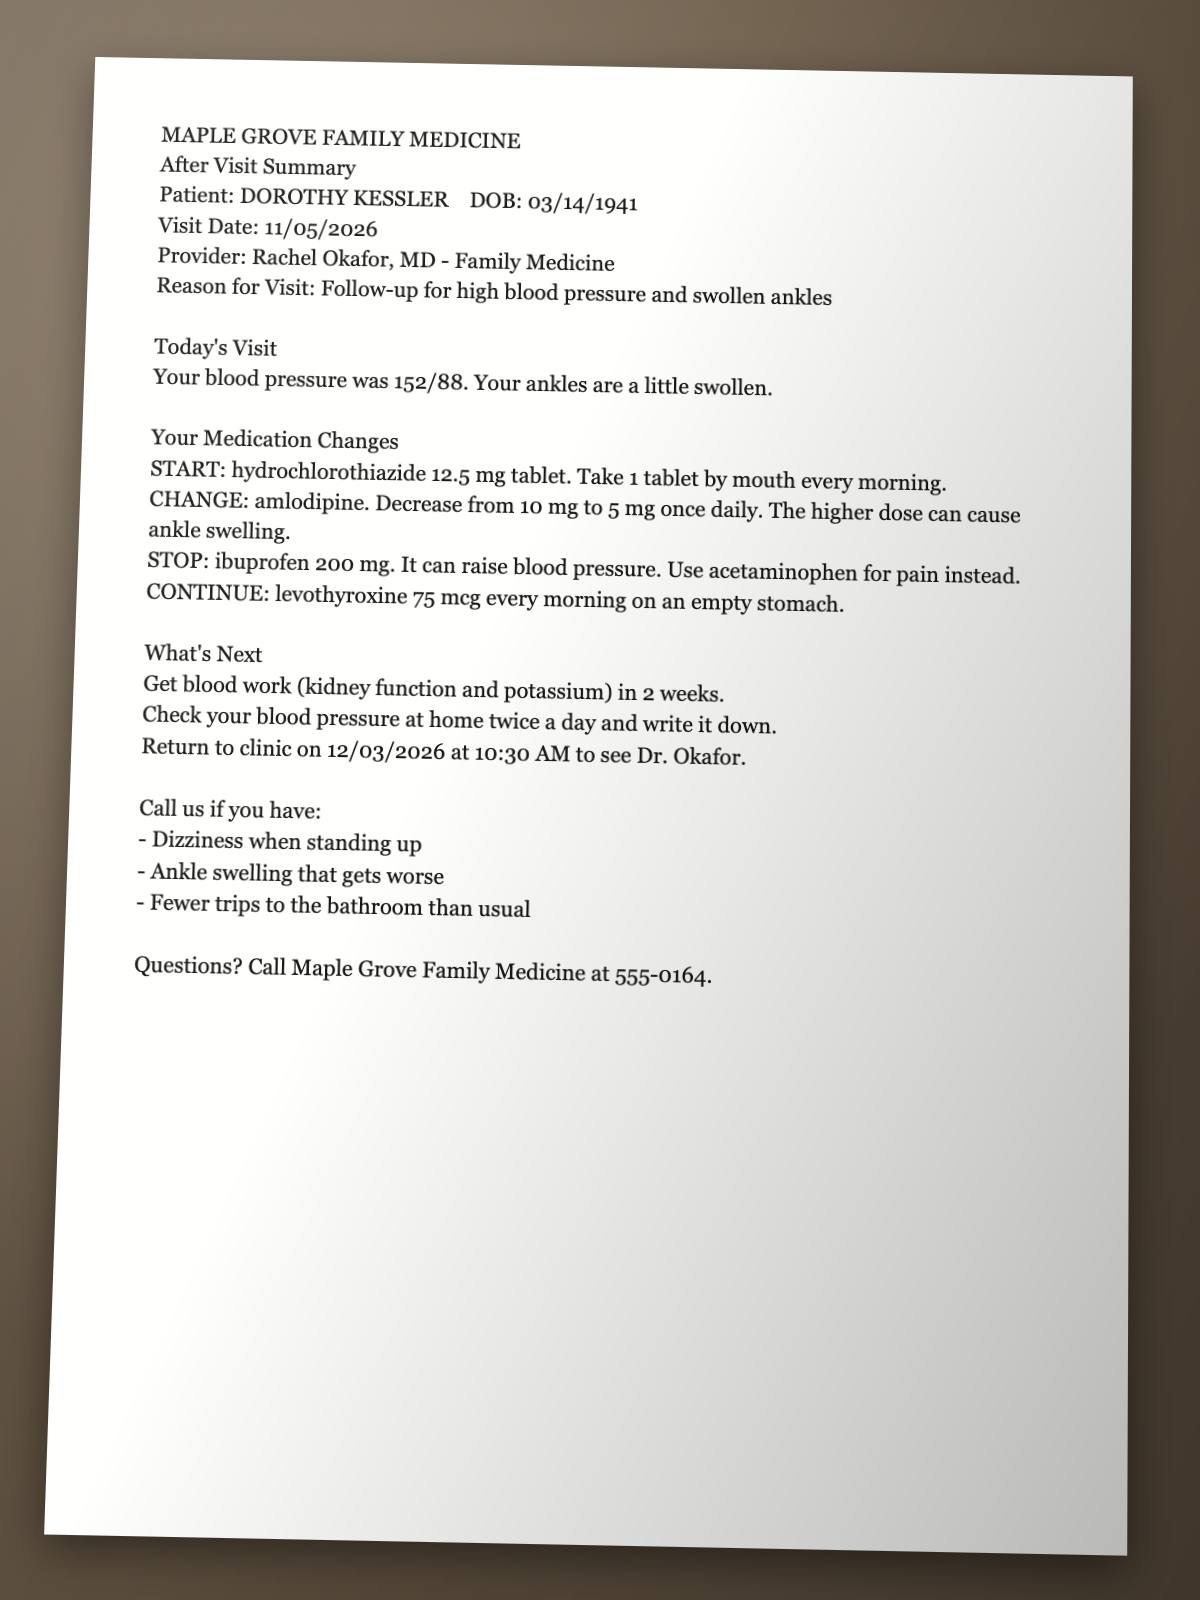 MAPLE GROVE FAMILY MEDICINE
After Visit Summary
Patient: DOROTHY KESSLER    DOB: 03/14/1941
Visit Date: 11/05/2026
Provider: Rachel Okafor, MD - Family Medicine
Reason for Visit: Follow-up for high blood pressure and swollen ankles

Today's Visit
Your blood pressure was 152/88. Your ankles are a little swollen.

Your Medication Changes
START: hydrochlorothiazide 12.5 mg tablet. Take 1 tablet by mouth every morning.
CHANGE: amlodipine. Decrease from 10 mg to 5 mg once daily. The higher dose can cause
ankle swelling.
STOP: ibuprofen 200 mg. It can raise blood pressure. Use acetaminophen for pain instead.
CONTINUE: levothyroxine 75 mcg every morning on an empty stomach.

What's Next
Get blood work (kidney function and potassium) in 2 weeks.
Check your blood pressure at home twice a day and write it down.
Return to clinic on 12/03/2026 at 10:30 AM to see Dr. Okafor.

Call us if you have:
- Dizziness when standing up
- Ankle swelling that gets worse
- Fewer trips to the bathroom than usual

Questions? Call Maple Grove Family Medicine at 555-0164.